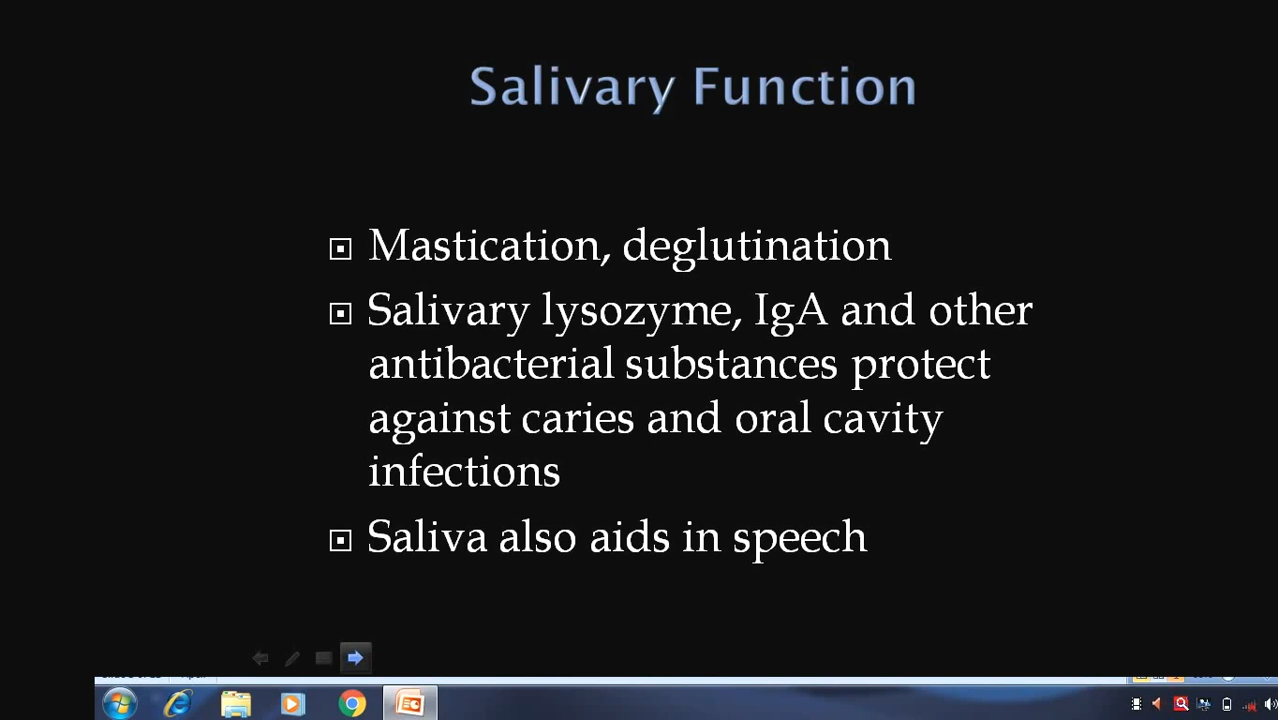 Salivary Function
Mastication, deglutination
Salivary lysozyme, IgA and other
antibacterial substances protect
against caries and oral cavity
infections
Saliva also aids in speech